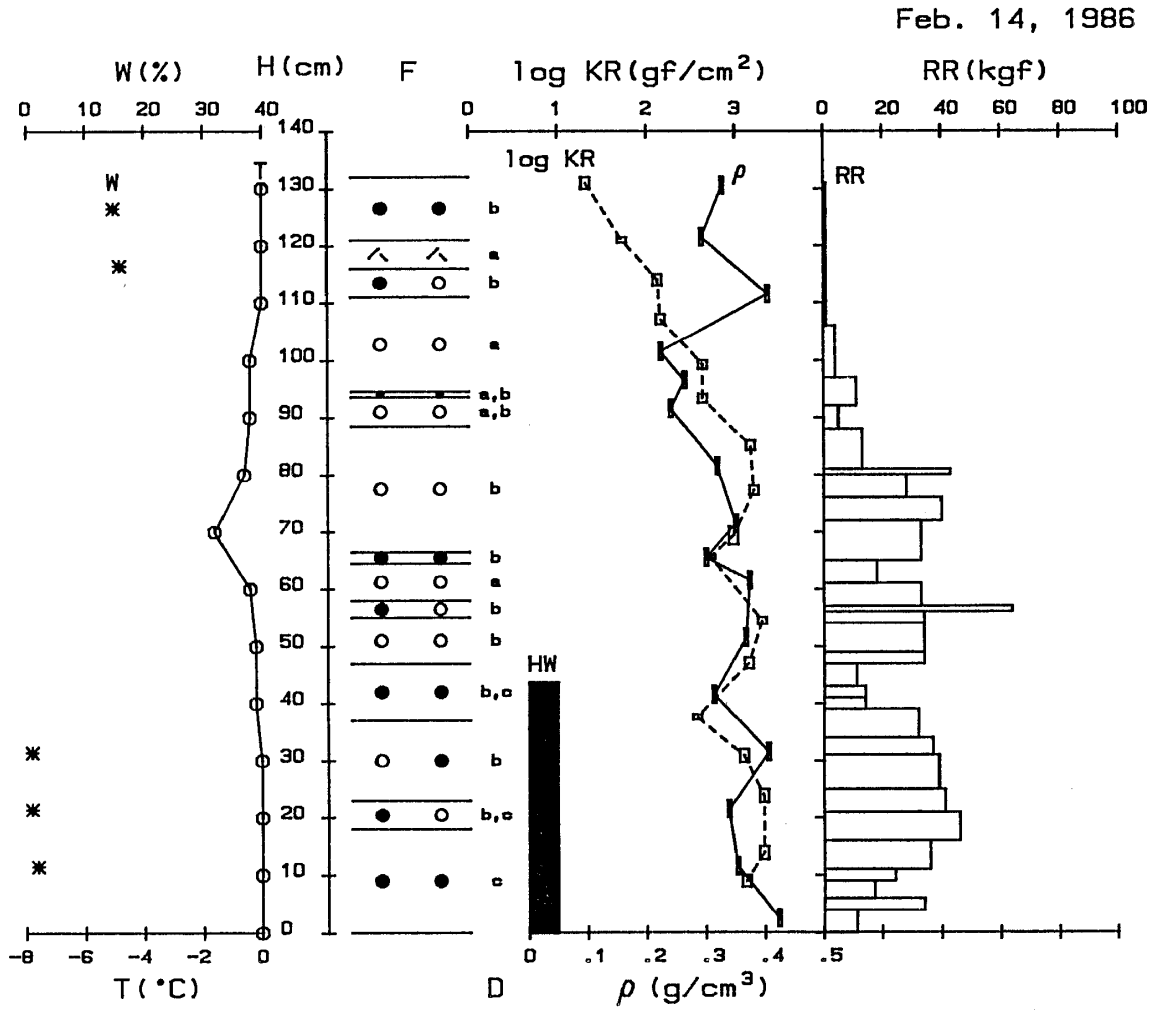 Feb. 14, 1986
W(%) H(cm) F log KR(gf/cm²) RR(kgf)
0 10 20 30 40 0 1 2 3 0 20 40 60 80 100
140
log KR ρ RR
T
W
130
b
120
a
b
110
100
a
a,b
90
a,b
80
b
70
b
60
a
b
50
b
HW
40
b,c
30
b
20
b,c
10
c
0
-8 -6 -4 -2 0 0 .1 .2 .3 .4 .5
T(°C) D ρ (g/cm³)